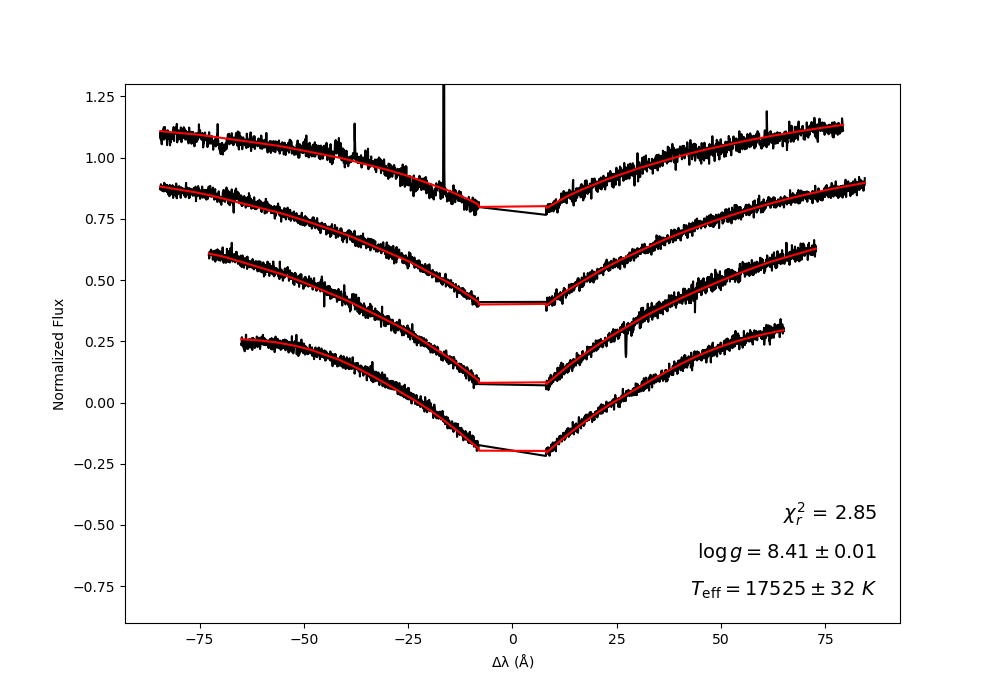 1.25
1.00
0.75
0.50
0.25
0.00
−0.25
−0.50
−0.75
Normalized Flux
χ²ᵣ = 2.85
log g = 8.41 ± 0.01
T_eff = 17525 ± 32 K
−75 −50 −25 0 25 50 75
Δλ (Å)